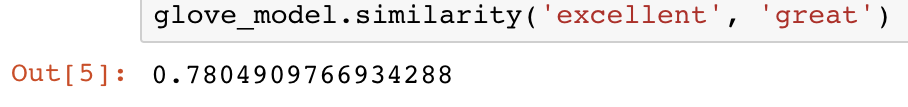 glove_model.similarity('excellent', 'great')
Out[5]: 0.7804909766934288